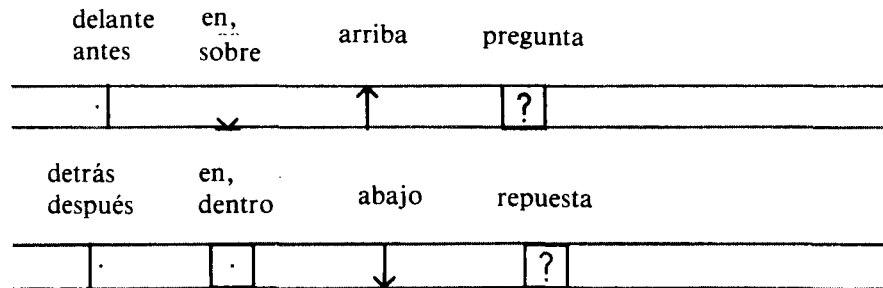 delante en, arriba pregunta
antes sobre
?
detrás en, abajo repuesta
después dentro
?